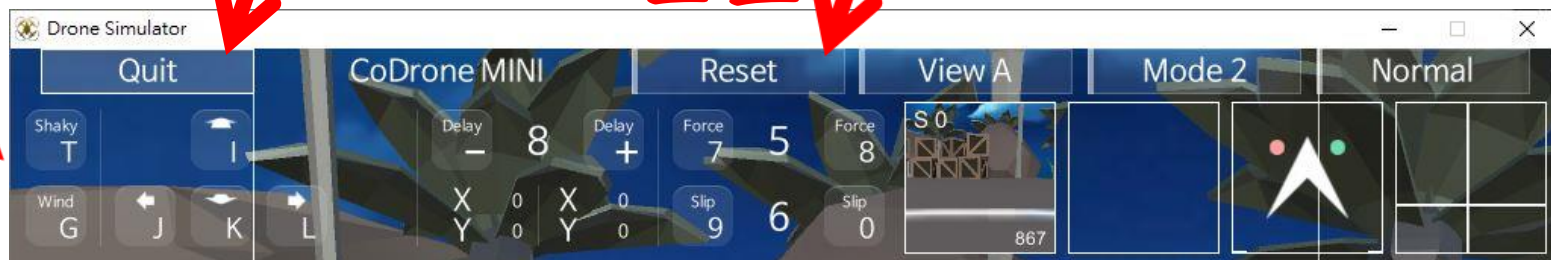 Drone Simulator
Quit CoDrone MINI Reset View A Mode 2 Normal
Shaky Delay Delay Force Force S 0
T I − 8 + 7 5 8
Wind X 0 X 0 Slip Slip
G J K L Y 0 Y 0 9 6 0 867